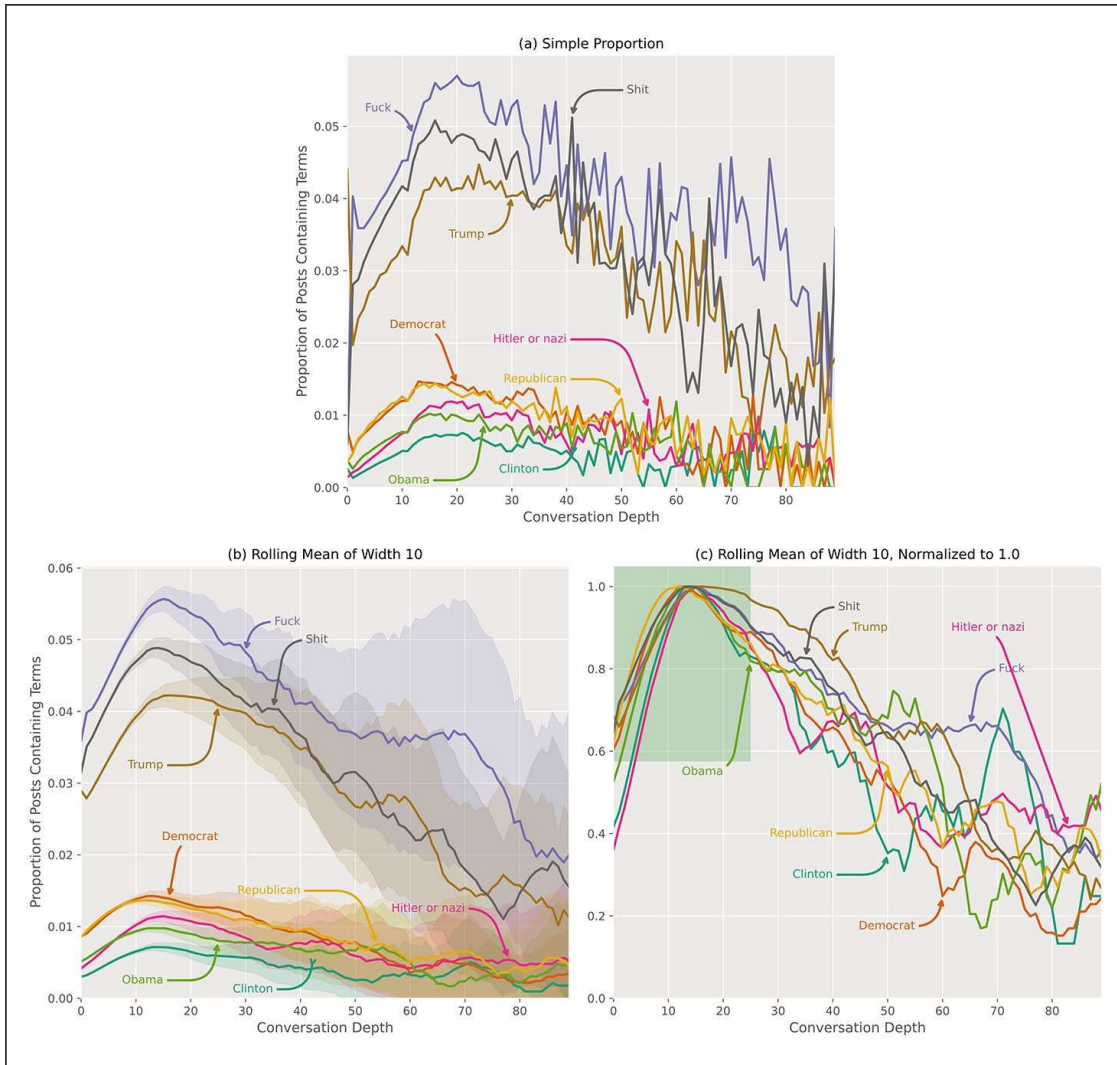 (a) Simple Proportion
Fuck
Shit
Trump
Democrat
Hitler or nazi
Republican
Clinton
Obama
0.05
0.04
0.03
0.02
0.01
0.00
Proportion of Posts Containing Terms
0 10 20 30 40 50 60 70 80
Conversation Depth
(b) Rolling Mean of Width 10
0.06
0.05
0.04
0.03
0.02
0.01
0.00
Proportion of Posts Containing Terms
Fuck
Shit
Trump
Democrat
Republican
Hitler or nazi
Obama
Clinton
0 10 20 30 40 50 60 70 80
Conversation Depth
(c) Rolling Mean of Width 10, Normalized to 1.0
1.0
0.8
0.6
0.4
0.2
0.0
Shit
Trump
Hitler or nazi
Fuck
Obama
Republican
Clinton
Democrat
0 10 20 30 40 50 60 70 80
Conversation Depth